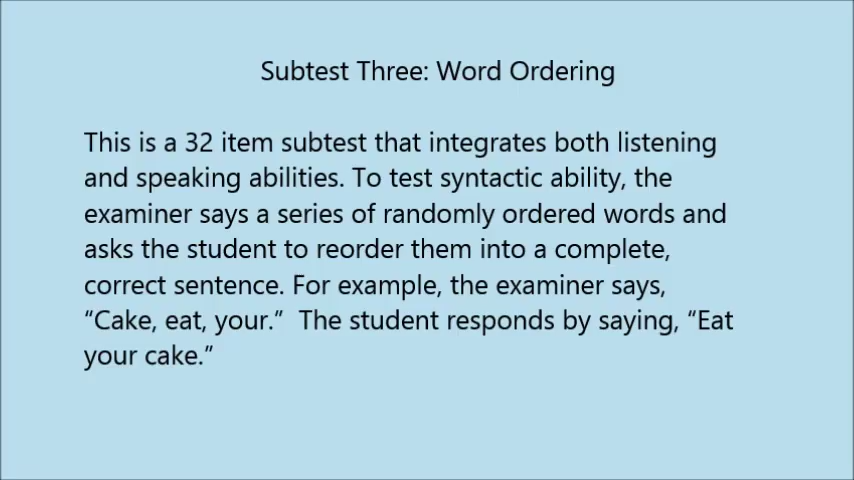 Subtest Three: Word Ordering
This is a 32 item subtest that integrates both listening
and speaking abilities. To test syntactic ability, the
examiner says a series of randomly ordered words and
asks the student to reorder them into a complete,
correct sentence. For example, the examiner says,
“Cake, eat, your.”  The student responds by saying, “Eat
your cake.”